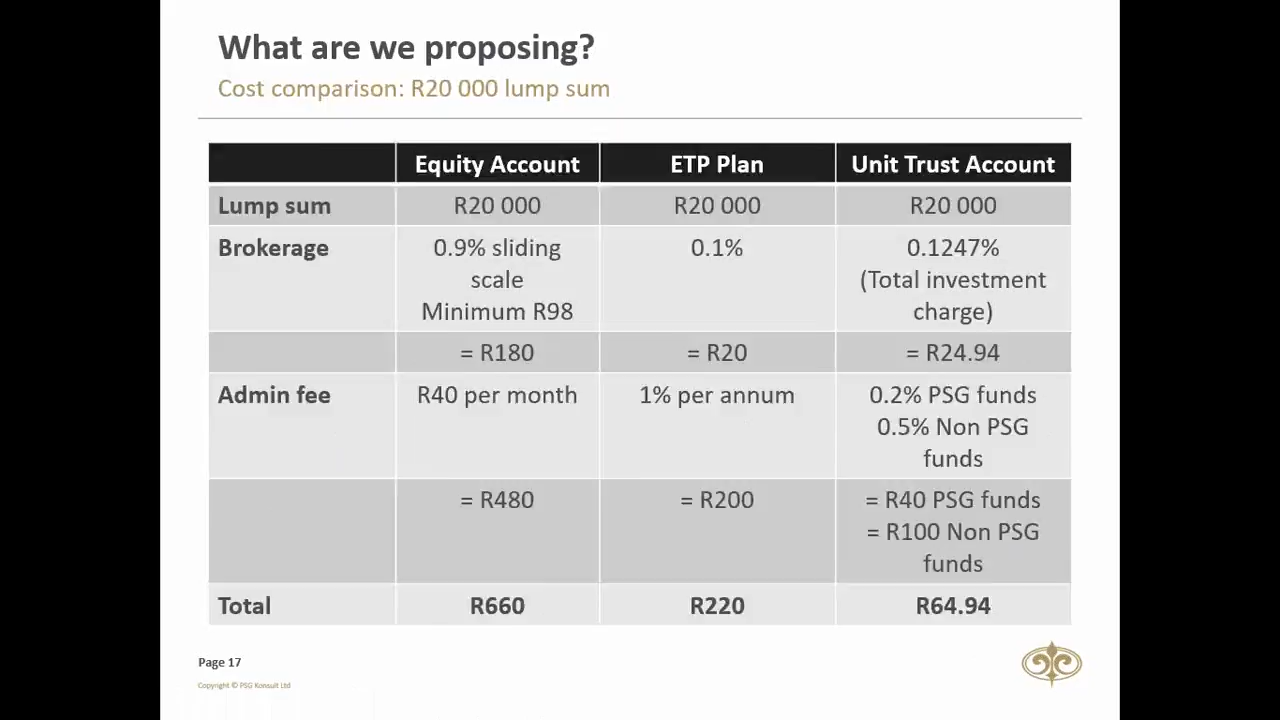 What are we proposing?
Cost comparison: R20 000 lump sum
Equity Account ETP Plan Unit Trust Account
Lump sum R20 000 R20 000 R20 000
Brokerage 0.9% sliding 0.1% 0.1247%
scale (Total investment
Minimum R98 charge)
= R180 = R20 = R24.94
Admin fee R40 per month 1% per annum 0.2% PSG funds
0.5% Non PSG
funds
= R480 = R200 = R40 PSG funds
= R100 Non PSG
funds
Total R660 R220 R64.94
Page 17
Copyright © PSG Konsult Ltd